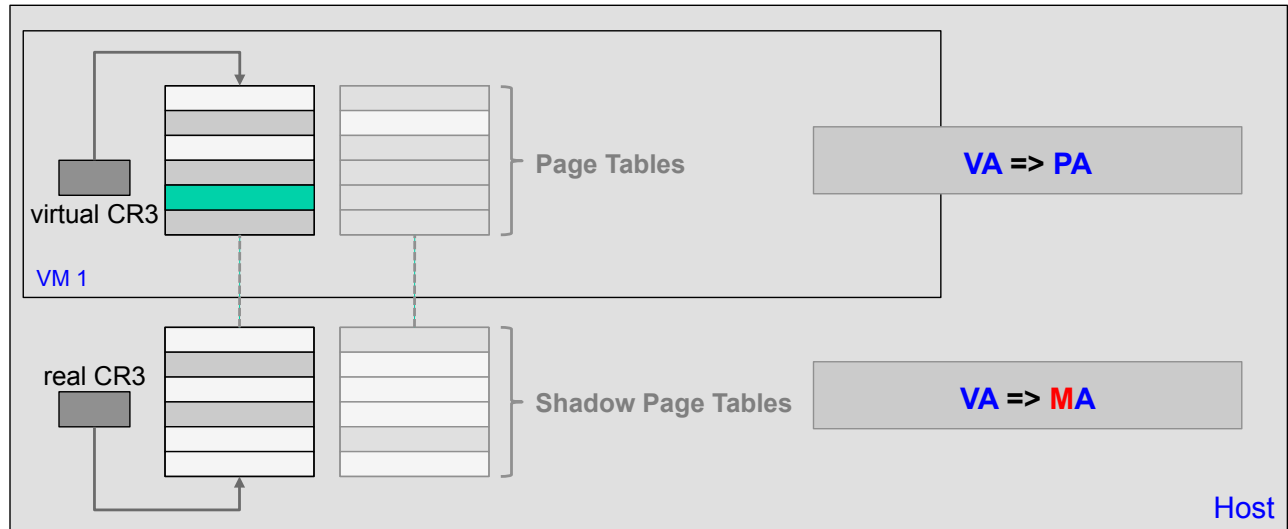 virtual CR3
Page Tables
VA => PA
VM 1
real CR3
Shadow Page Tables
VA => MA
Host